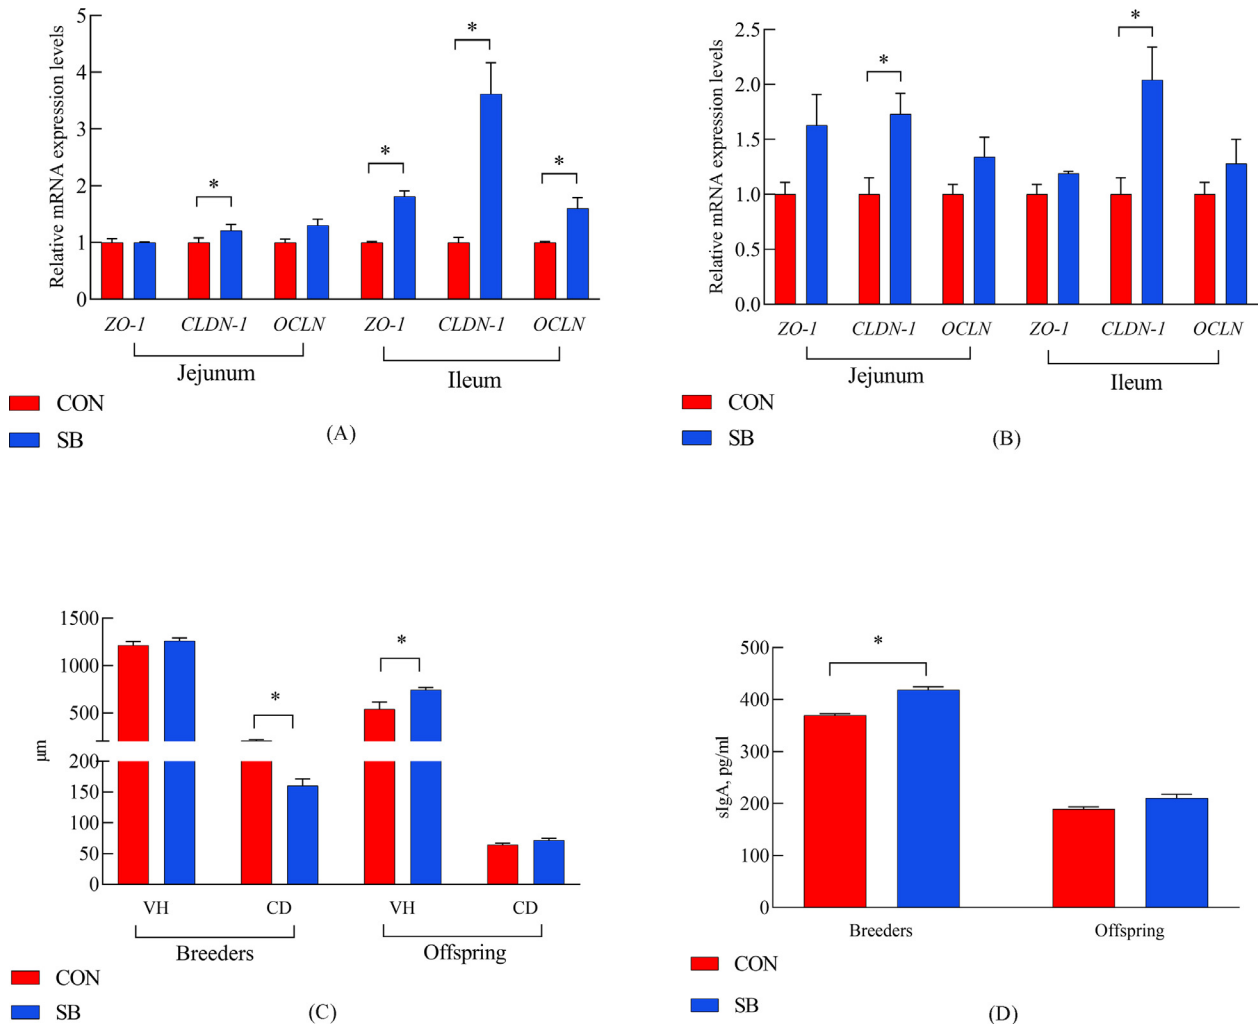 Relative mRNA expression levels
5
4
3
2
1
0
*
*
*
*
ZO-1 CLDN-1 OCLN ZO-1 CLDN-1 OCLN
Jejunum Ileum
CON
SB
(A)
Relative mRNA expression levels
2.5
2.0
1.5
1.0
0.5
0.0
*
*
ZO-1 CLDN-1 OCLN ZO-1 CLDN-1 OCLN
Jejunum Ileum
CON
SB
(B)
µm
1500
1000
500
200
150
100
50
0
*
*
VH CD VH CD
Breeders Offspring
CON
SB
(C)
sIgA, pg/ml
500
400
300
200
100
0
*
Breeders Offspring
CON
SB
(D)